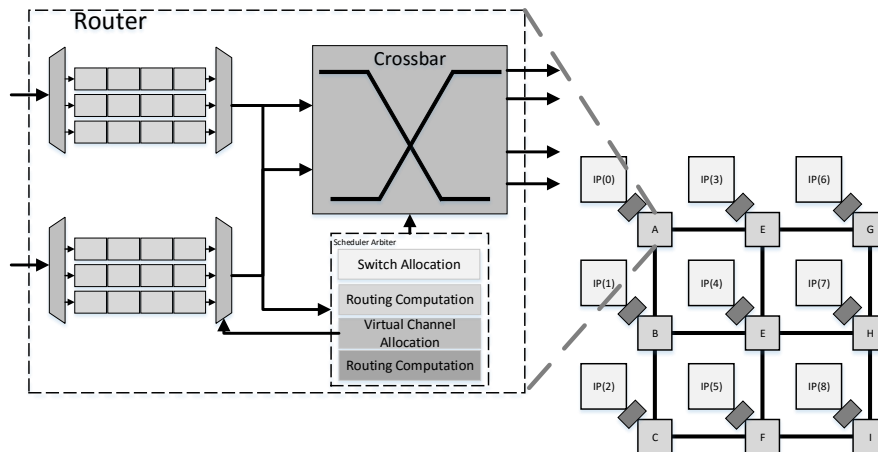 Router
Crossbar
Scheduler Arbiter
Switch Allocation
Routing Computation
Virtual Channel
Allocation
Routing Computation
IP(0)
IP(3)
IP(6)
A
E
G
IP(1)
IP(4)
IP(7)
B
E
H
IP(2)
IP(5)
IP(8)
C
F
I